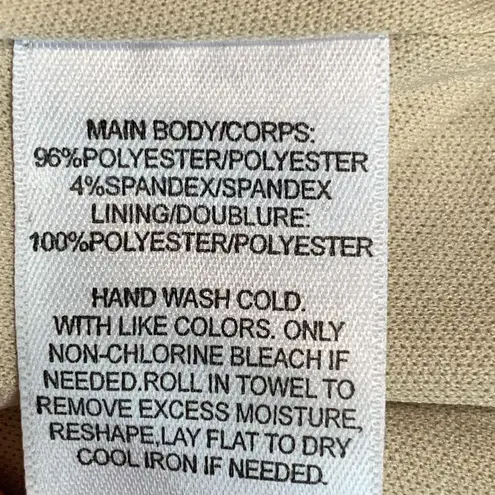 MAIN BODY/CORPS:
96%POLYESTER/POLYESTER
4%SPANDEX/SPANDEX
LINING/DOUBLURE:
100%POLYESTER/POLYESTER
HAND WASH COLD.
WITH LIKE COLORS. ONLY
NON-CHLORINE BLEACH IF
NEEDED.ROLL IN TOWEL TO
REMOVE EXCESS MOISTURE,
RESHAPE,LAY FLAT TO DRY
COOL IRON IF NEEDED.